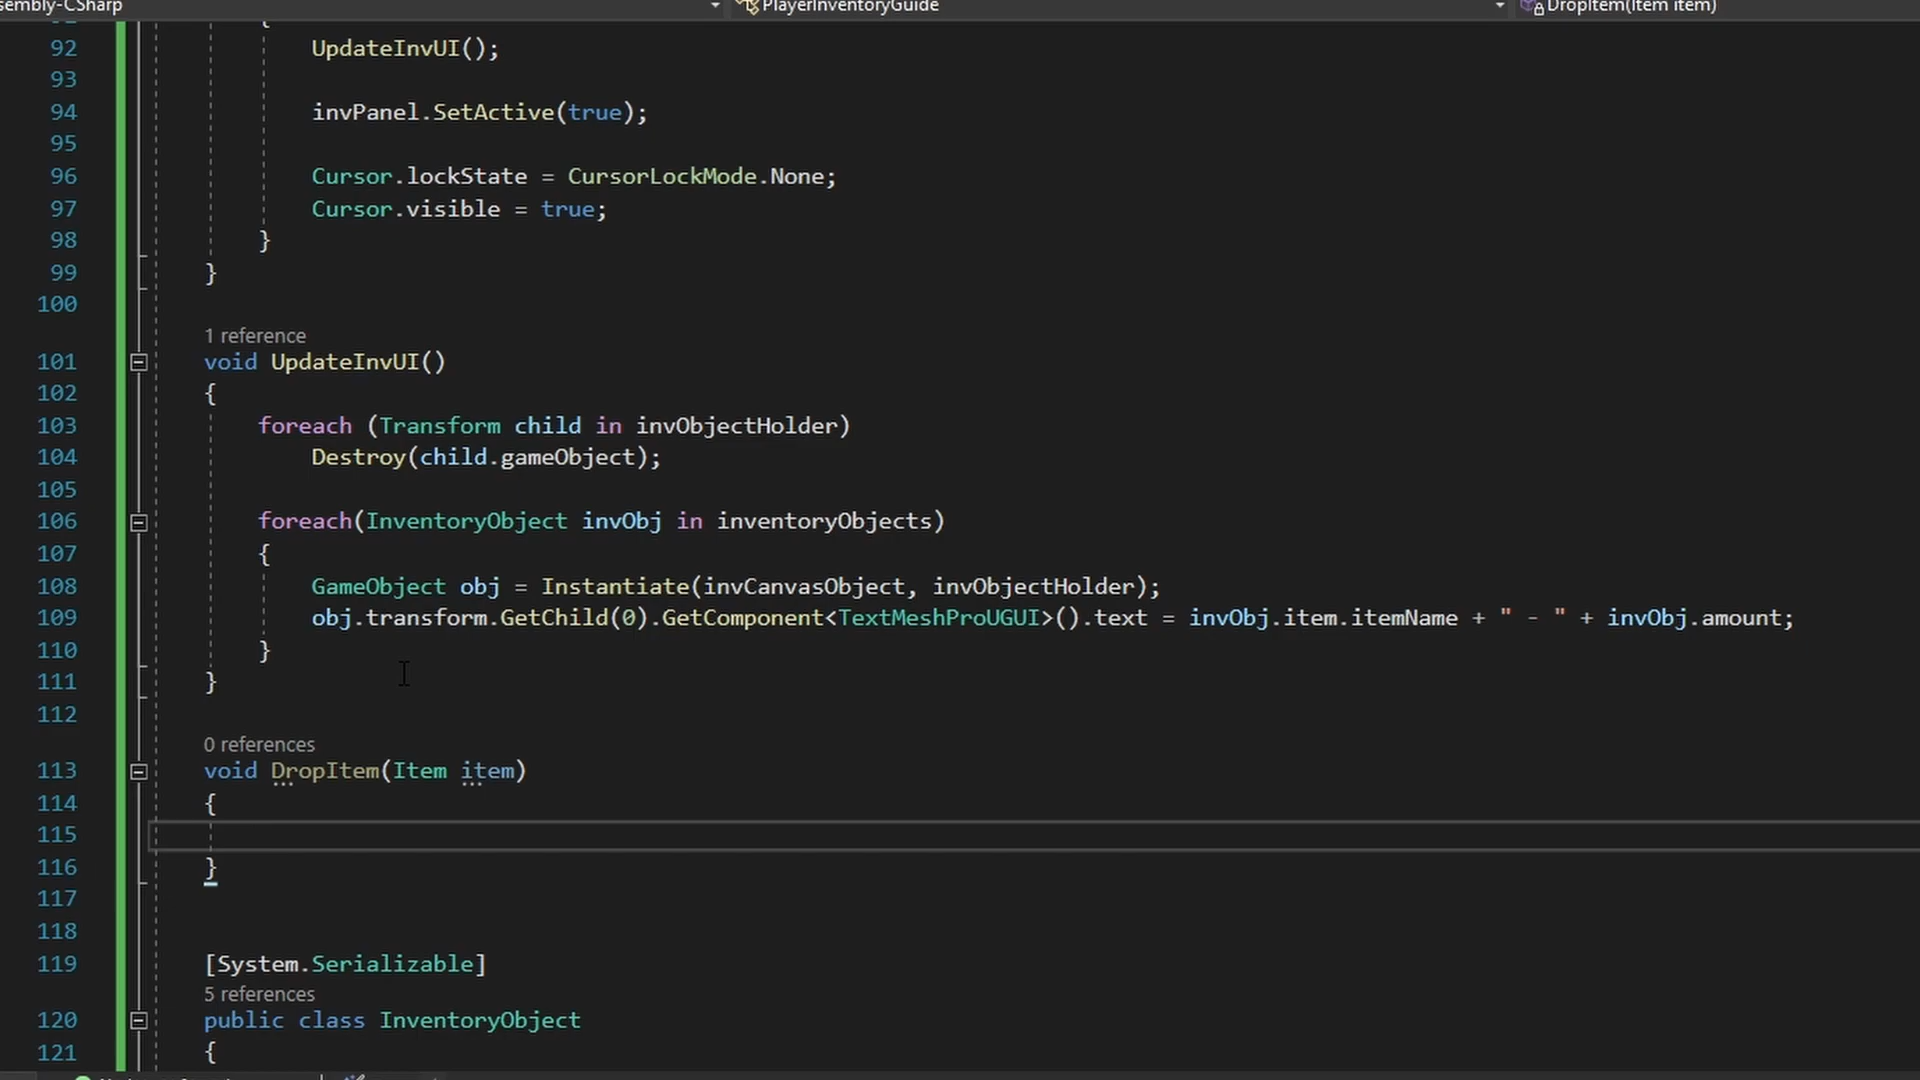 sembly-CSharp PlayerInventoryGuide DropItem(Item item)
92 UpdateInvUI();
93
94 invPanel.SetActive(true);
95
96 Cursor.lockState = CursorLockMode.None;
97 Cursor.visible = true;
98 }
99 }
100
1 reference
101 void UpdateInvUI()
102 {
103 foreach (Transform child in invObjectHolder)
104 Destroy(child.gameObject);
105
106 foreach(InventoryObject invObj in inventoryObjects)
107 {
108 GameObject obj = Instantiate(invCanvasObject, invObjectHolder);
109 obj.transform.GetChild(0).GetComponent<TextMeshProUGUI>().text = invObj.item.itemName + " - " + invObj.amount;
110 }
111 }
112
0 references
113 void DropItem(Item item)
114 {
115
116 }
117
118
119 [System.Serializable]
5 references
120 public class InventoryObject
121 {